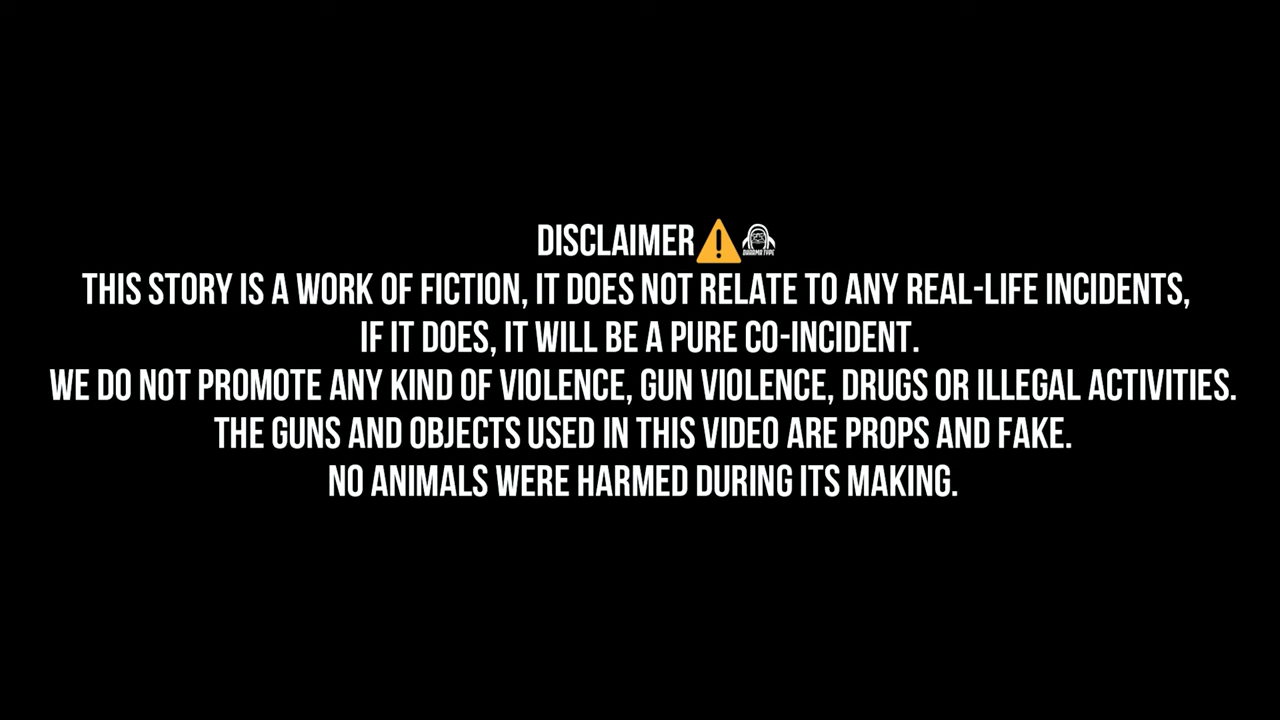 DISCLAIMER⚠️ DHARMA TYPE
THIS STORY IS A WORK OF FICTION, IT DOES NOT RELATE TO ANY REAL-LIFE INCIDENTS,
IF IT DOES, IT WILL BE A PURE CO-INCIDENT.
WE DO NOT PROMOTE ANY KIND OF VIOLENCE, GUN VIOLENCE, DRUGS OR ILLEGAL ACTIVITIES.
THE GUNS AND OBJECTS USED IN THIS VIDEO ARE PROPS AND FAKE.
NO ANIMALS WERE HARMED DURING ITS MAKING.